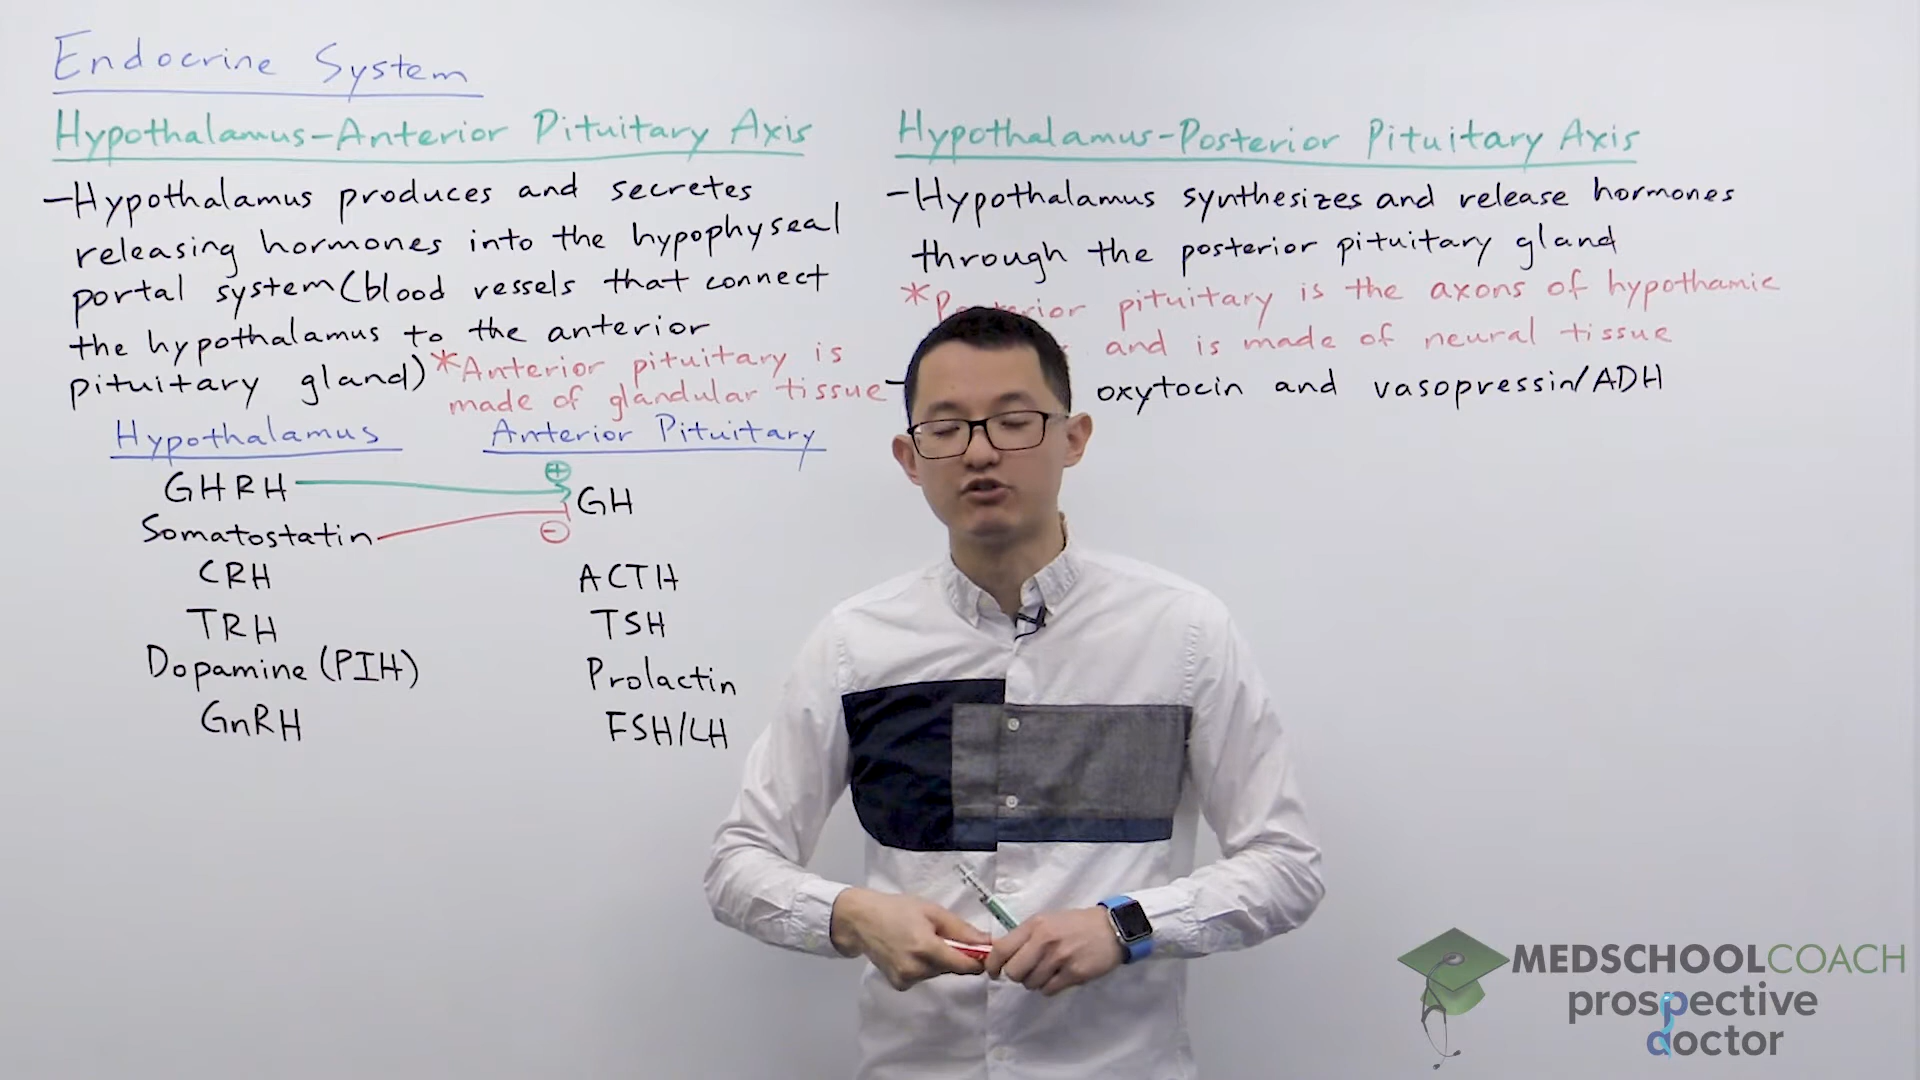 Endocrine System
Hypothalamus-Anterior Pituitary Axis
-Hypothalamus produces and secretes
releasing hormones into the hypophyseal
portal system (blood vessels that connect
the hypothalamus to the anterior
pituitary gland)
*Anterior pituitary is
made of glandular tissue
Hypothalamus Anterior Pituitary
GHRH + GH
Somatostatin -
CRH ACTH
TRH TSH
Dopamine (PIH) Prolactin
GnRH FSH/LH
Hypothalamus-Posterior Pituitary Axis
-Hypothalamus synthesizes and release hormones
through the posterior pituitary gland
*Posterior pituitary is the axons of hypothamic
and is made of neural tissue
- oxytocin and vasopressin/ADH
MEDSCHOOLCOACH
prospective
doctor